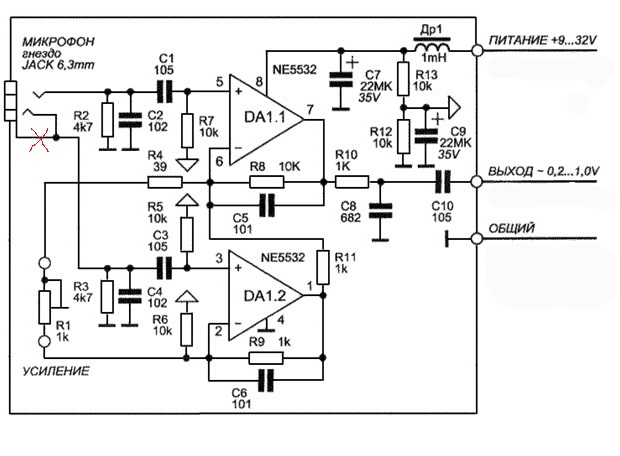 МИКРОФОН
гнездо
JACK 6,3mm
C1
105
Др1
1mH
ПИТАНИЕ +9...32V
NE5532
C7
22МК
35V
R13
10k
R2
4k7
C2
102
R7
10k
5
+
8
DA1.1
7
6
–
+
R12
10k
+
C9
22МК
35V
R4
39
R8 10K
R10
1K
ВЫХОД ~ 0,2...1,0V
R5
10k
C5
101
C8
682
C10
105
ОБЩИЙ
C3
105
NE5532
R11
1k
R3
4k7
C4
102
3
+
DA1.2
1
R1
1k
R6
10k
2
–
4
R9 1k
УСИЛЕНИЕ
C6
101